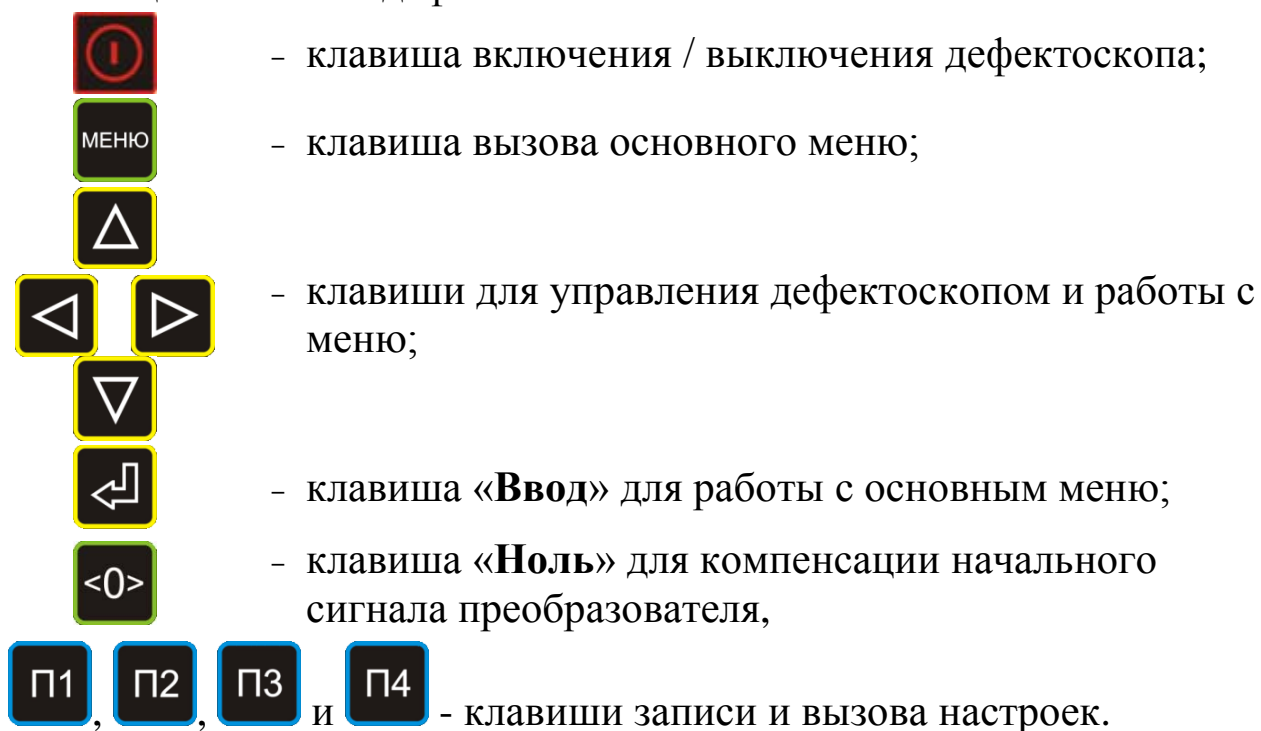 - клавиша включения / выключения дефектоскопа;
МЕНЮ - клавиша вызова основного меню;
- клавиши для управления дефектоскопом и работы с
меню;
- клавиша «Ввод» для работы с основным меню;
<0> - клавиша «Ноль» для компенсации начального
сигнала преобразователя,
П1, П2, П3 и П4 - клавиши записи и вызова настроек.